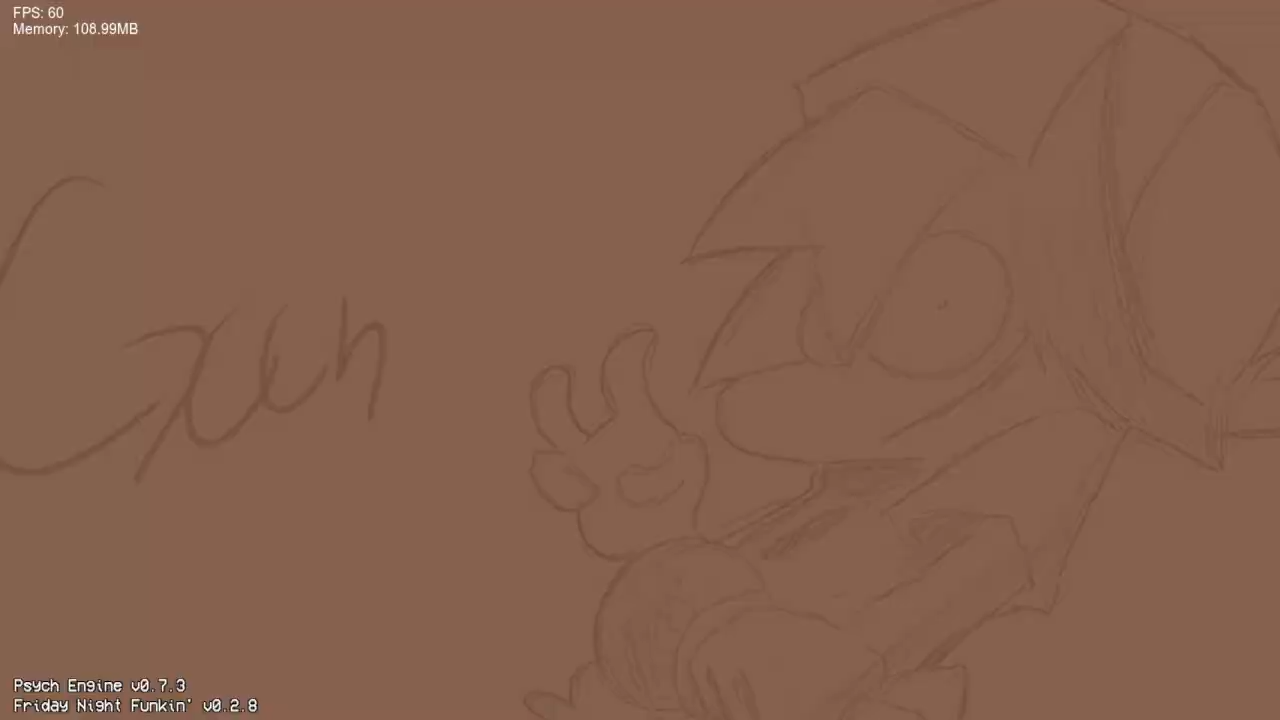 FPS: 60
Memory: 108.99MB
Psych Engine v0.7.3
Friday Night Funkin' v0.2.8